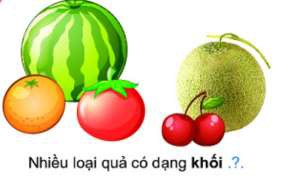 Nhiều loại quả có dạng khối .?.